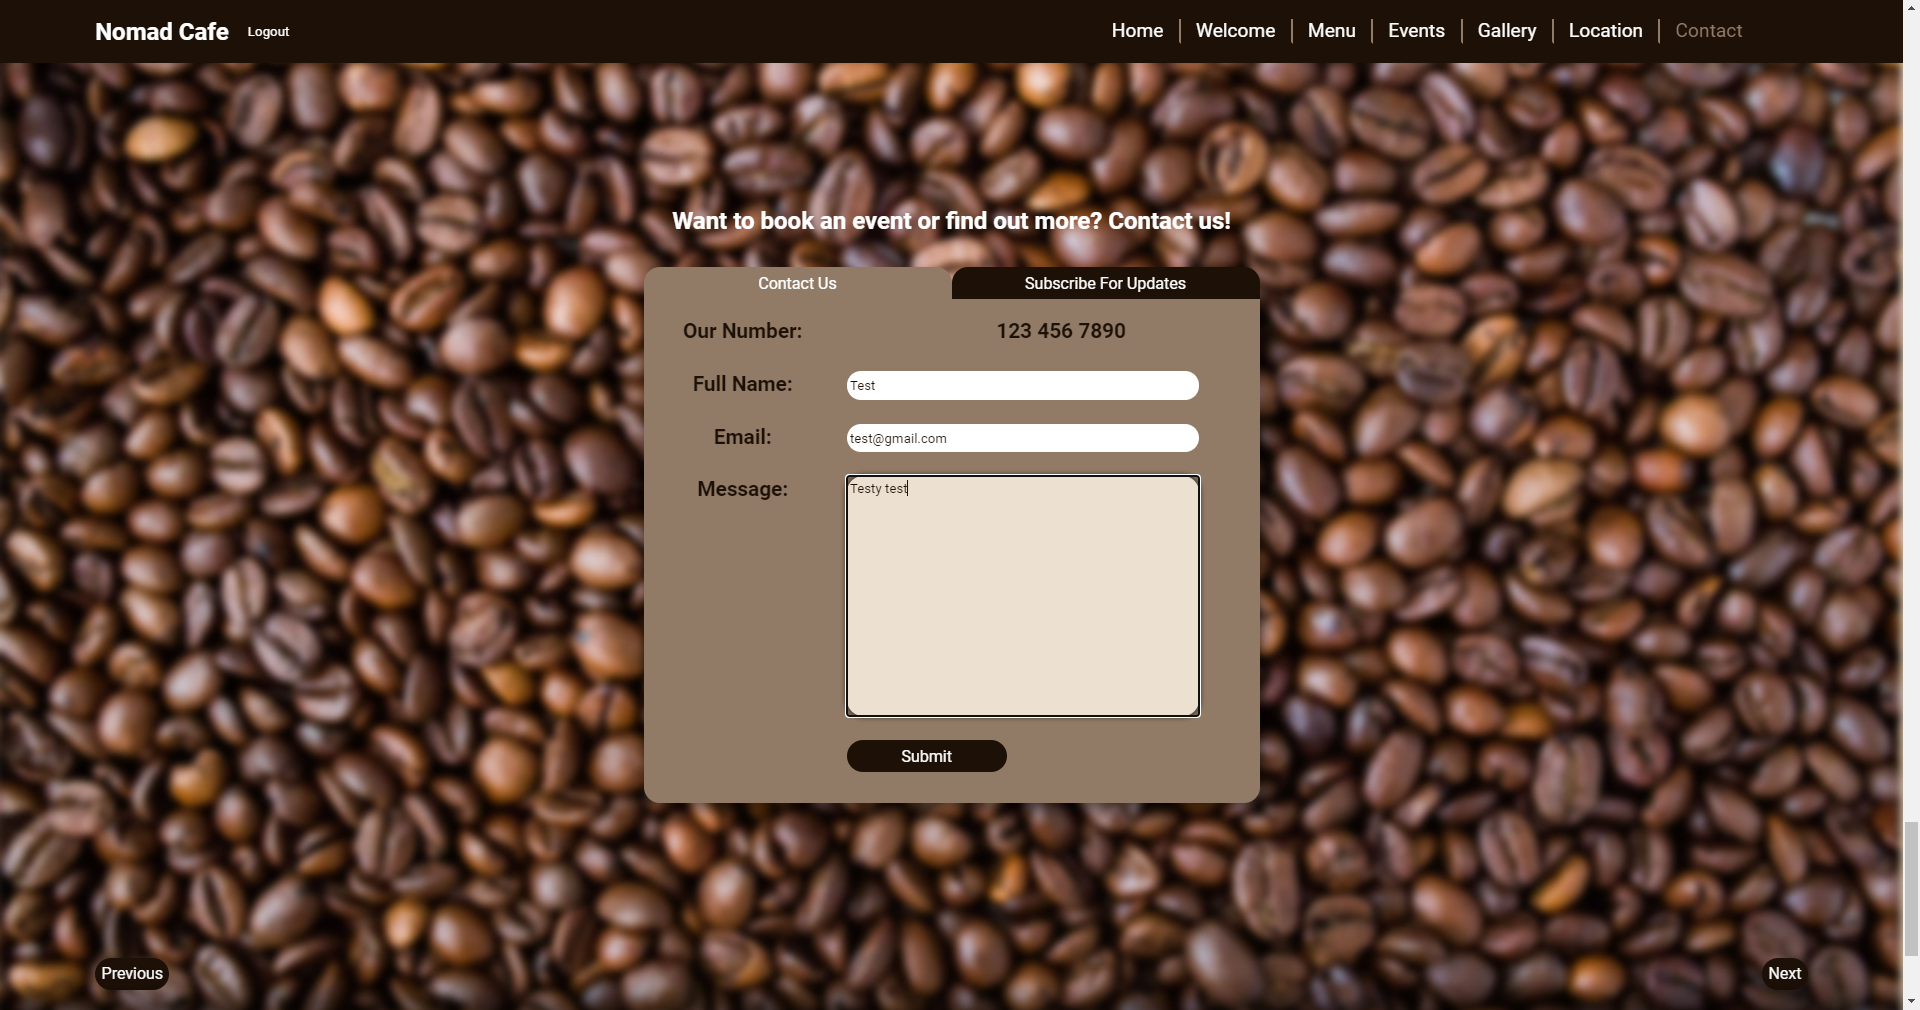 Nomad Cafe Logout Home Welcome Menu Events Gallery Location Contact
Want to book an event or find out more? Contact us!
Contact Us Subscribe For Updates
Our Number: 123 456 7890
Full Name: Test
Email: test@gmail.com
Message: Testy test
Submit
Previous Next